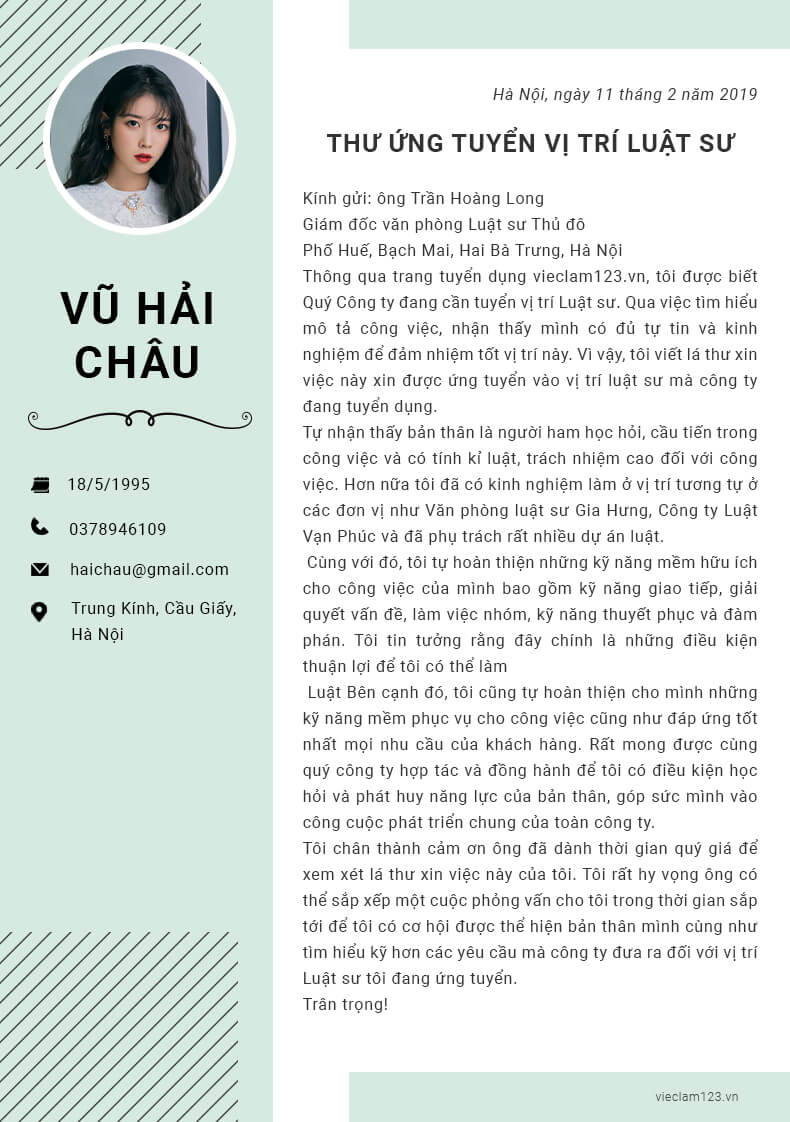 VŨ HẢI
CHÂU
18/5/1995
0378946109
haichau@gmail.com
Trung Kính, Cầu Giấy,
Hà Nội
Hà Nội, ngày 11 tháng 2 năm 2019
THƯ ỨNG TUYỂN VỊ TRÍ LUẬT SƯ
Kính gửi: ông Trần Hoàng Long
Giám đốc văn phòng Luật sư Thủ đô
Phố Huế, Bạch Mai, Hai Bà Trưng, Hà Nội
Thông qua trang tuyển dụng vieclam123.vn, tôi được biết
Quý Công ty đang cần tuyển vị trí Luật sư. Qua việc tìm hiểu
mô tả công việc, nhận thấy mình có đủ tự tin và kinh
nghiệm để đảm nhiệm tốt vị trí này. Vì vậy, tôi viết lá thư xin
việc này xin được ứng tuyển vào vị trí luật sư mà công ty
đang tuyển dụng.
Tự nhận thấy bản thân là người ham học hỏi, cầu tiến trong
công việc và có tính kỉ luật, trách nhiệm cao đối với công
việc. Hơn nữa tôi đã có kinh nghiệm làm ở vị trí tương tự ở
các đơn vị như Văn phòng luật sư Gia Hưng, Công ty Luật
Vạn Phúc và đã phụ trách rất nhiều dự án luật.
Cùng với đó, tôi tự hoàn thiện những kỹ năng mềm hữu ích
cho công việc của mình bao gồm kỹ năng giao tiếp, giải
quyết vấn đề, làm việc nhóm, kỹ năng thuyết phục và đàm
phán. Tôi tin tưởng rằng đây chính là những điều kiện
thuận lợi để tôi có thể làm
Luật Bên cạnh đó, tôi cũng tự hoàn thiện cho mình những
kỹ năng mềm phục vụ cho công việc cũng như đáp ứng tốt
nhất mọi nhu cầu của khách hàng. Rất mong được cùng
quý công ty hợp tác và đồng hành để tôi có điều kiện học
hỏi và phát huy năng lực của bản thân, góp sức mình vào
công cuộc phát triển chung của toàn công ty.
Tôi chân thành cảm ơn ông đã dành thời gian quý giá để
xem xét lá thư xin việc này của tôi. Tôi rất hy vọng ông có
thể sắp xếp một cuộc phỏng vấn cho tôi trong thời gian sắp
tới để tôi có cơ hội được thể hiện bản thân mình cùng như
tìm hiểu kỹ hơn các yêu cầu mà công ty đưa ra đối với vị trí
Luật sư tôi đang ứng tuyển.
Trân trọng!
vieclam123.vn